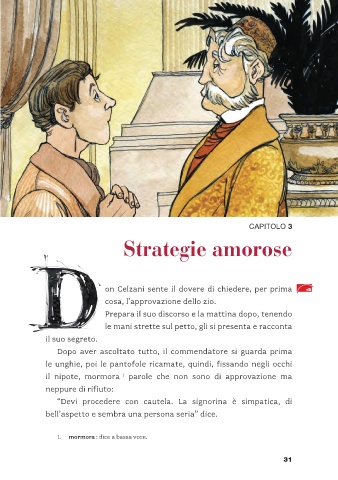 CAPITOLO 3
Strategie amorose
Don Celzani sente il dovere di chiedere, per prima
cosa, l'approvazione dello zio.
Prepara il suo discorso e la mattina dopo, tenendo
le mani strette sul petto, gli si presenta e racconta
il suo segreto.
Dopo aver ascoltato tutto, il commendatore si guarda prima
le unghie, poi le pantofole ricamate, quindi, fissando negli occhi
il nipote, mormora 1 parole che non sono di approvazione ma
neppure di rifiuto:
“Devi procedere con cautela. La signorina è simpatica, di
bell'aspetto e sembra una persona seria” dice.
1. mormora : dice a bassa voce.
31